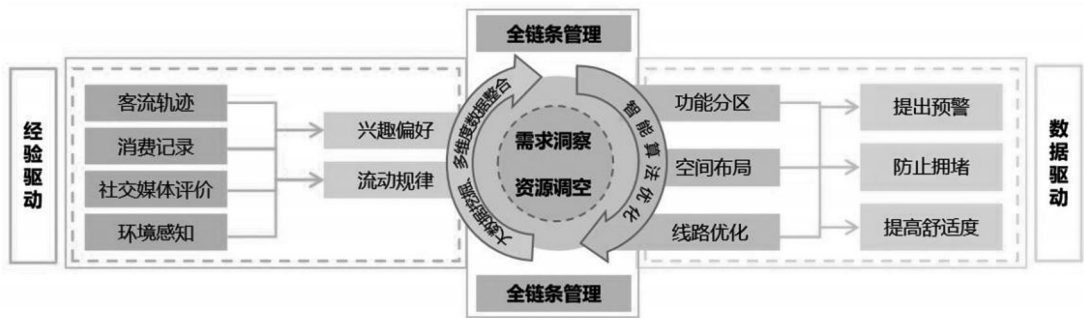 全链条管理
经验驱动
客流轨迹
消费记录
社交媒体评价
环境感知
兴趣偏好
流动规律
大数据挖掘、多维度数据整合
需求洞察
资源调空
智能算法优化
功能分区
空间布局
线路优化
提出预警
防止拥堵
提高舒适度
数据驱动
全链条管理